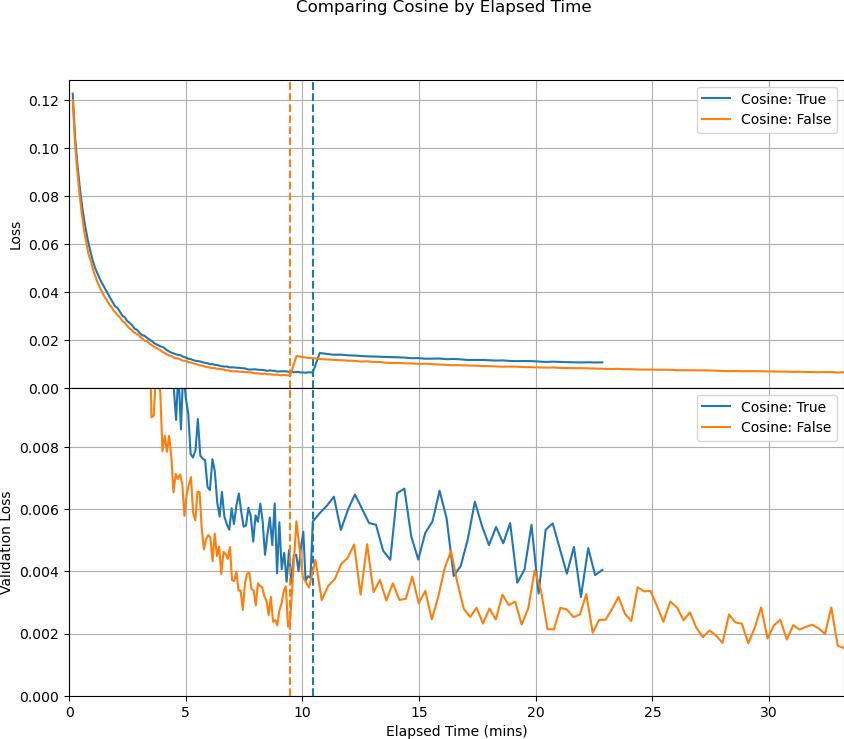 Comparing Cosine by Elapsed Time
Loss
0.12
0.10
0.08
0.06
0.04
0.02
0.00
Cosine: True
Cosine: False
Validation Loss
0.008
0.006
0.004
0.002
0.000
Cosine: True
Cosine: False
0 5 10 15 20 25 30
Elapsed Time (mins)